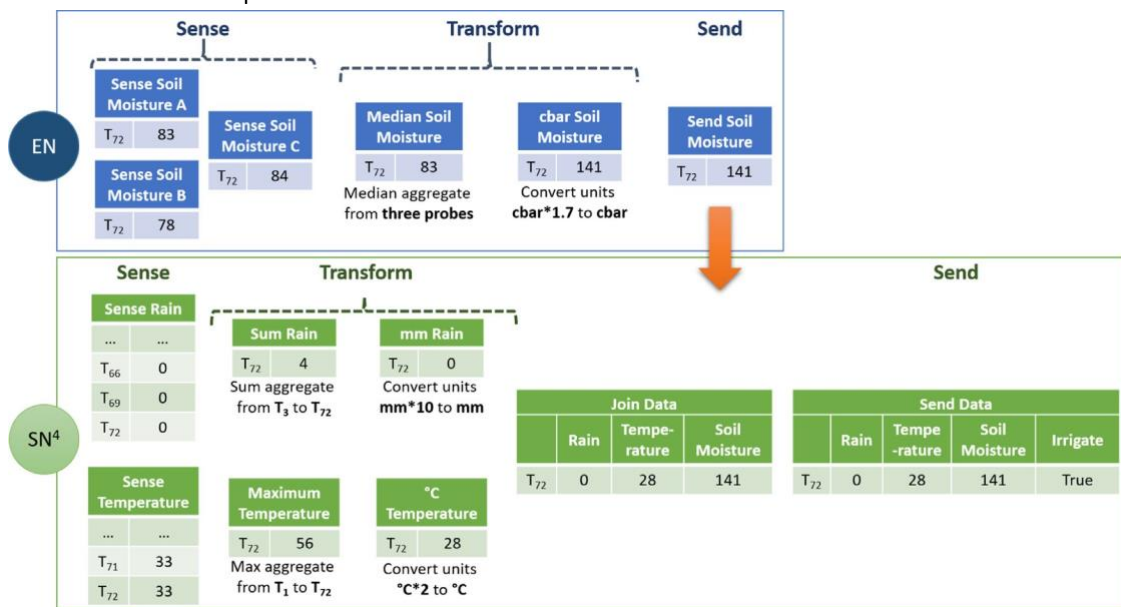 Sense
Transform
Send
EN
Sense Soil
Moisture A
T₇₂ 83
Sense Soil
Moisture B
T₇₂ 78
Sense Soil
Moisture C
T₇₂ 84
Median Soil
Moisture
T₇₂ 83
Median aggregate
from three probes
cbar Soil
Moisture
T₇₂ 141
Convert units
cbar*1.7 to cbar
Send Soil
Moisture
T₇₂ 141
Sense
Transform
Send
SN⁴
Sense Rain
... ...
T₆₆ 0
T₆₉ 0
T₇₂ 0
Sum Rain
T₇₂ 4
Sum aggregate
from T₃ to T₇₂
mm Rain
T₇₂ 0
Convert units
mm*10 to mm
Sense
Temperature
... ...
T₇₁ 33
T₇₂ 33
Maximum
Temperature
T₇₂ 56
Max aggregate
from T₁ to T₇₂
°C
Temperature
T₇₂ 28
Convert units
°C*2 to °C
Join Data
Rain Tempe- Soil
rature Moisture
T₇₂ 0 28 141
Send Data
Rain Tempe Soil Irrigate
-rature Moisture
T₇₂ 0 28 141 True